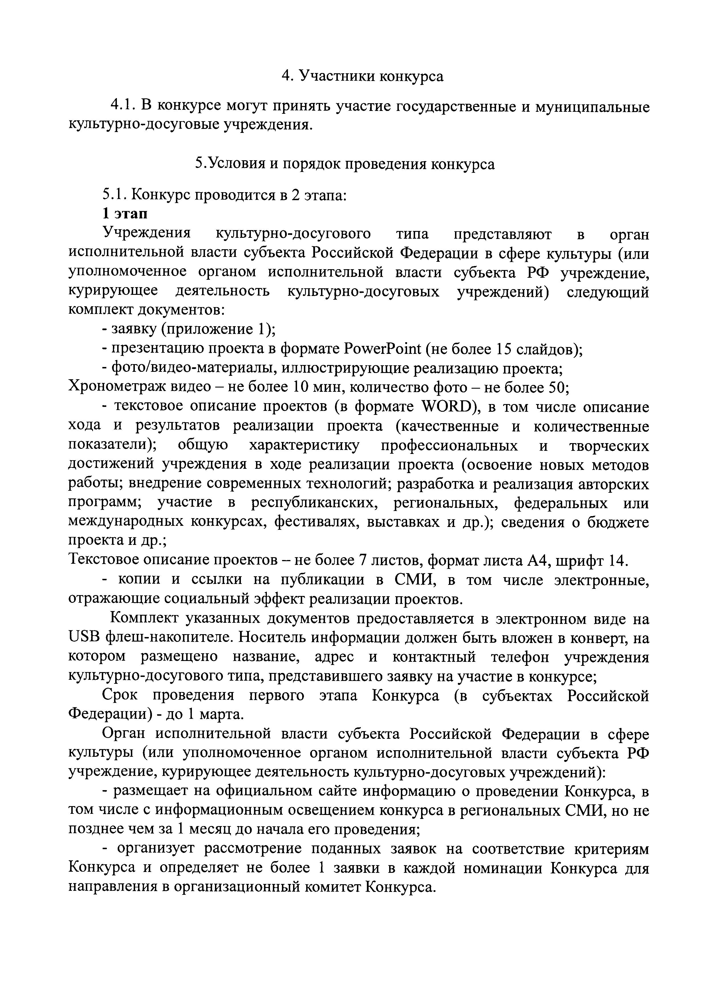 4. Участники конкурса
4.1. В конкурсе могут принять участие государственные и муниципальные
культурно-досуговые учреждения.
5.Условия и порядок проведения конкурса
5.1. Конкурс проводится в 2 этапа:
1 этап
Учреждения культурно-досугового типа представляют в орган
исполнительной власти субъекта Российской Федерации в сфере культуры (или
уполномоченное органом исполнительной власти субъекта РФ учреждение,
курирующее деятельность культурно-досуговых учреждений) следующий
комплект документов:
- заявку (приложение 1);
- презентацию проекта в формате PowerPoint (не более 15 слайдов);
- фото/видео-материалы, иллюстрирующие реализацию проекта;
Хронометраж видео – не более 10 мин, количество фото – не более 50;
- текстовое описание проектов (в формате WORD), в том числе описание
хода и результатов реализации проекта (качественные и количественные
показатели); общую характеристику профессиональных и творческих
достижений учреждения в ходе реализации проекта (освоение новых методов
работы; внедрение современных технологий; разработка и реализация авторских
программ; участие в республиканских, региональных, федеральных или
международных конкурсах, фестивалях, выставках и др.); сведения о бюджете
проекта и др.;
Текстовое описание проектов – не более 7 листов, формат листа А4, шрифт 14.
- копии и ссылки на публикации в СМИ, в том числе электронные,
отражающие социальный эффект реализации проектов.
Комплект указанных документов предоставляется в электронном виде на
USB флеш-накопителе. Носитель информации должен быть вложен в конверт, на
котором размещено название, адрес и контактный телефон учреждения
культурно-досугового типа, представившего заявку на участие в конкурсе;
Срок проведения первого этапа Конкурса (в субъектах Российской
Федерации) - до 1 марта.
Орган исполнительной власти субъекта Российской Федерации в сфере
культуры (или уполномоченное органом исполнительной власти субъекта РФ
учреждение, курирующее деятельность культурно-досуговых учреждений):
- размещает на официальном сайте информацию о проведении Конкурса, в
том числе с информационным освещением конкурса в региональных СМИ, но не
позднее чем за 1 месяц до начала его проведения;
- организует рассмотрение поданных заявок на соответствие критериям
Конкурса и определяет не более 1 заявки в каждой номинации Конкурса для
направления в организационный комитет Конкурса.